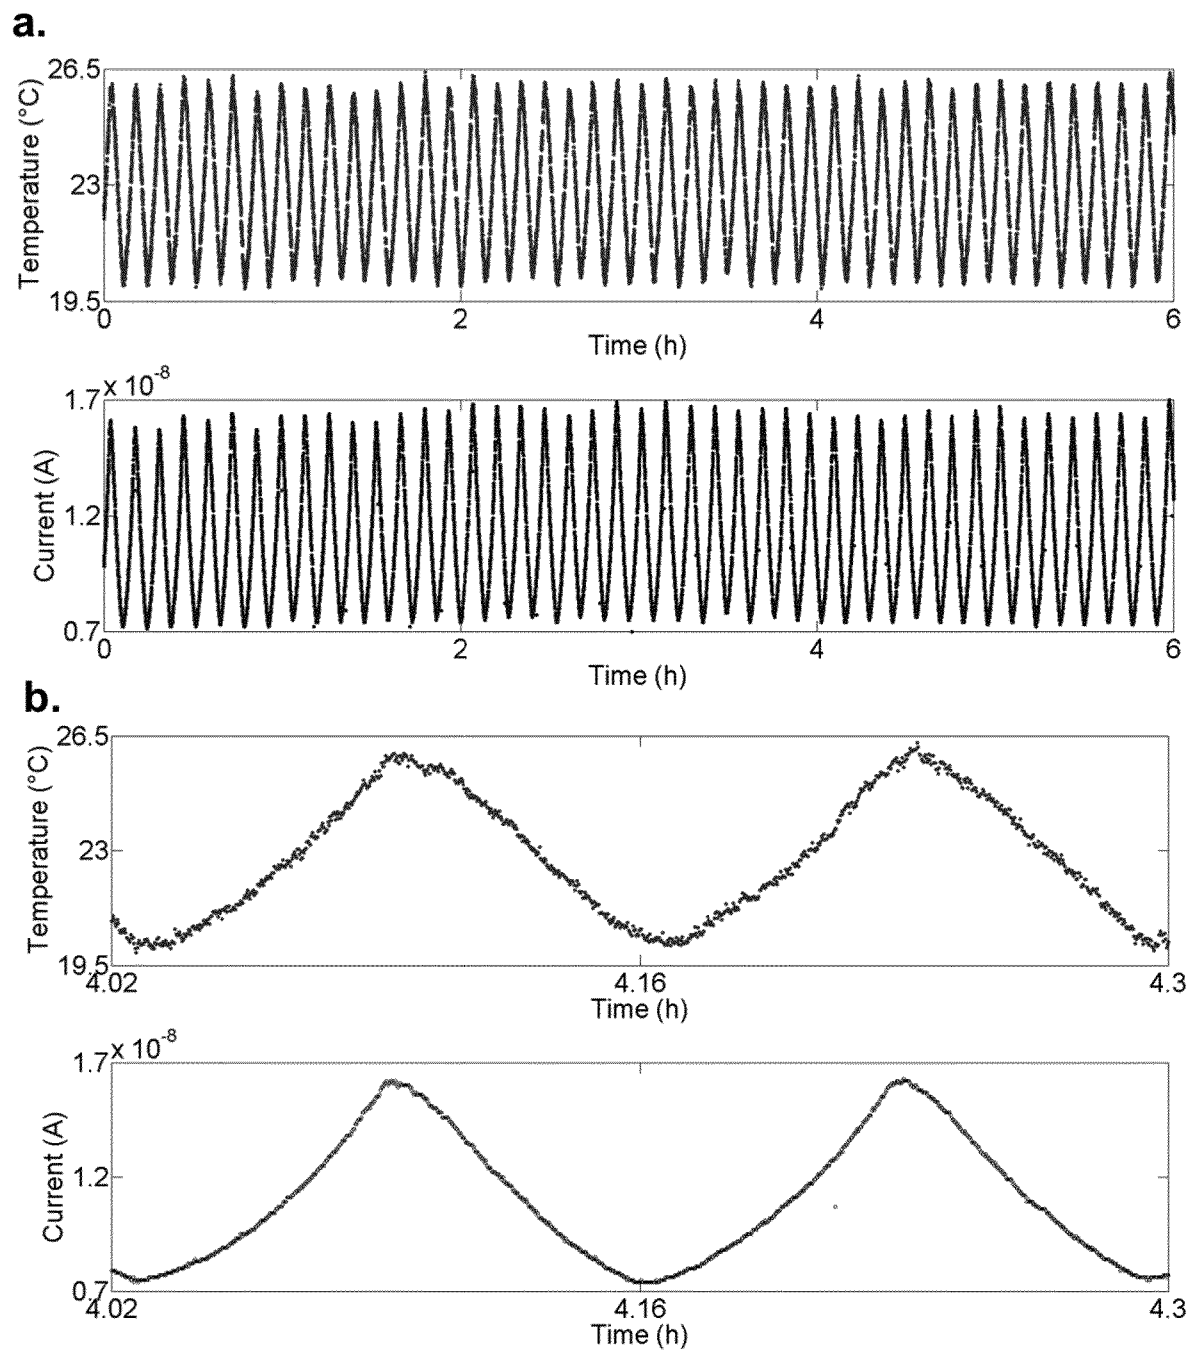 a.
26.5
23
19.5
Temperature (°C)
0 2 4 6
Time (h)
x 10-8
1.7
1.2
0.7
Current (A)
0 2 4 6
Time (h)
b.
26.5
23
19.5
Temperature (°C)
4.02 4.16 4.3
Time (h)
x 10-8
1.7
1.2
0.7
Current (A)
4.02 4.16 4.3
Time (h)